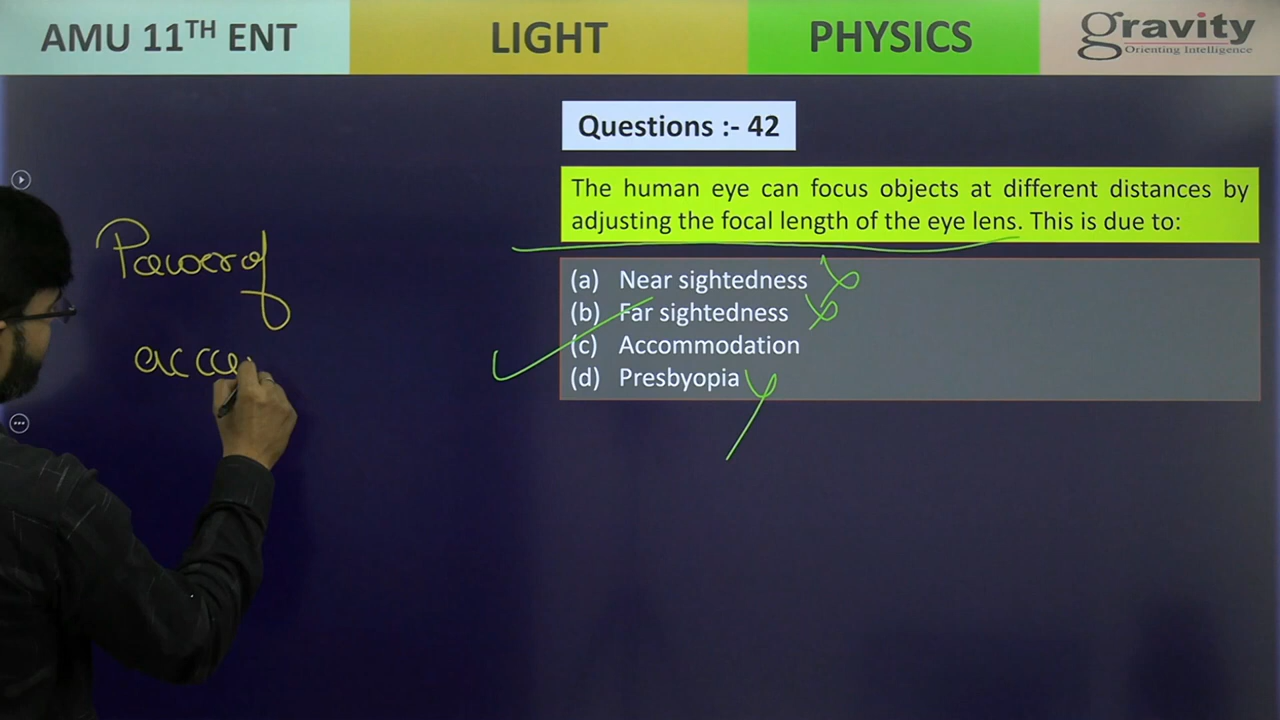 AMU 11TH ENT
LIGHT
PHYSICS
gravity
Orienting Intelligence
Questions :- 42
The human eye can focus objects at different distances by
adjusting the focal length of the eye lens. This is due to:
(a) Near sightedness
(b) Far sightedness
(c) Accommodation
(d) Presbyopia
Power of
acco